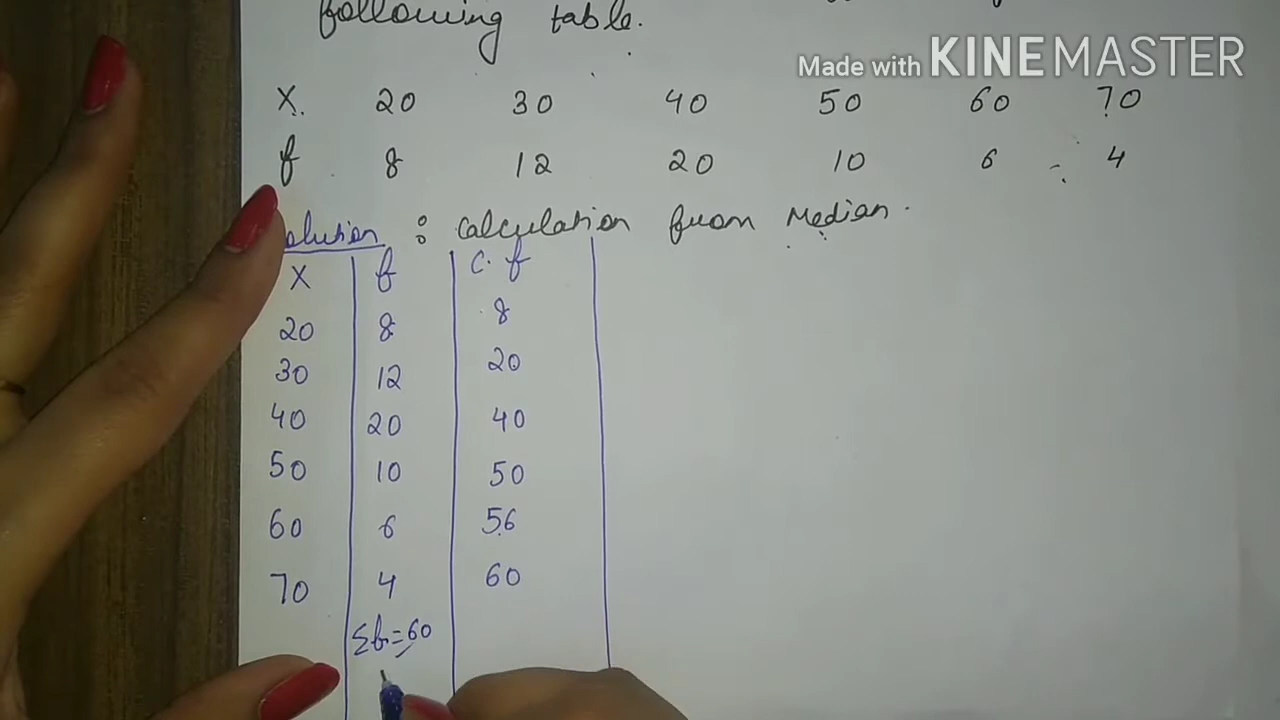 following table.
Made with KINEMASTER
X 20 30 40 50 60 70
f 8 12 20 10 6 4
olution : Calculation from Median.
X f C.f
20 8 8
30 12 20
40 20 40
50 10 50
60 6 56
70 4 60
Σf=60